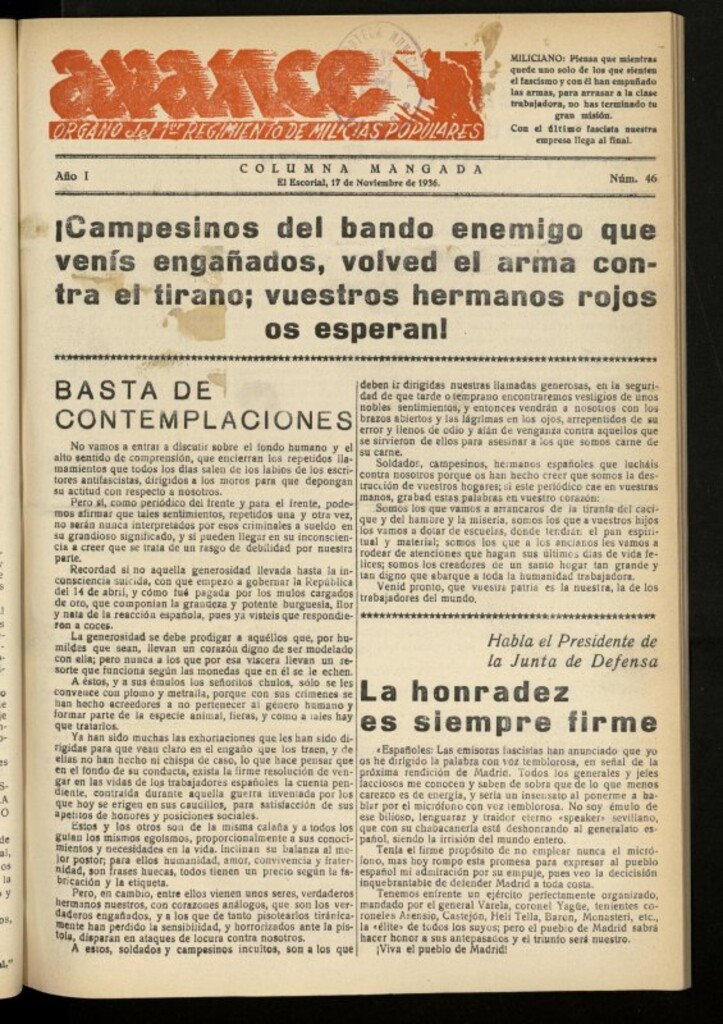 avance
ORGANO del 1er REGIMIENTO DE MILICIAS POPULARES
MILICIANO: Piensa que mientras
quede uno solo de los que sienten
el fascismo y con él han empuñado
las armas, para arrasar a la clase
trabajadora, no has terminado tu
gran misión.
Con el último fascista nuestra
empresa llega al final.
COLUMNA MANGADA
Año I
El Escorial, 17 de Noviembre de 1936.
Núm. 46
¡Campesinos del bando enemigo que
venís engañados, volved el arma con-
tra el tirano; vuestros hermanos rojos
os esperan!
BASTA DE
CONTEMPLACIONES
No vamos a entrar a discutir sobre el fondo humano y el
alto sentido de comprensión, que encierran los repetidos lla-
mamientos que todos los días salen de los labios de los escri-
tores antifascistas, dirigidos a los moros para que depongan
su actitud con respecto a nosotros.
Pero sí, como periódico del frente y para el frente, pode-
mos afirmar que tales sentimientos, repetidos una y otra vez,
no serán nunca interpretados por esos criminales a sueldo en
su grandioso significado, y sí pueden llegar en su inconscien-
cia a creer que se trata de un rasgo de debilidad por nuestra
parte.
Recordad si no aquella generosidad llevada hasta la in-
consciencia suicida, con que empezó a gobernar la República
del 14 de abril, y cómo fué pagada por los mulos cargados
de oro, que componían la grandeza y potente burguesía, flor
y nata de la reacción española, pues ya visteis que respondie-
ron a coces.
La generosidad se debe prodigar a aquéllos que, por hu-
mildes que sean, llevan un corazón digno de ser modelado
con ella; pero nunca a los que por esa víscera llevan un re-
sorte que funciona según las monedas que en él se le echen.
A éstos, y a sus émulos los señoritos chulos, sólo se les
convence con plomo y metralla, porque con sus crímenes se
han hecho acreedores a no pertenecer al género humano y
formar parte de la especie animal, fieras, y como a tales hay
que tratarlos.
Ya han sido muchas las exhortaciones que les han sido di-
rigidas para que vean claro en el engaño que los traen, y de
ellas no han hecho ni chispa de caso, lo que hace pensar que
en el fondo de su conducta, exista la firme resolución de ven-
gar en las vidas de los trabajadores españoles la cuenta pen-
diente, contraída durante aquella guerra inventada por los
que hoy se erigen en sus caudillos, para satisfacción de sus
apetitos de honores y posiciones sociales.
Estos y los otros son de la misma calaña y a todos los
guían los mismos egoísmos, proporcionalmente a sus conoci-
mientos y necesidades en la vida. Inclinan su balanza al me-
jor postor; para ellos humanidad, amor, convivencia y frater-
nidad, son frases huecas, todos tienen un precio según la fa-
bricación y la etiqueta.
Pero, en cambio, entre ellos vienen unos seres, verdaderos
hermanos nuestros, con corazones análogos, que son los ver-
daderos engañados, y a los que de tanto pisotearlos tiránica-
mente han perdido la sensibilidad, y horrorizados ante la pis-
tola, disparan en ataques de locura contra nosotros.
A éstos, soldados y campesinos incultos, son a los que
deben ir dirigidas nuestras llamadas generosas, en la seguri-
dad de que tarde o temprano encontraremos vestigios de unos
nobles sentimientos, y entonces vendrán a nosotros con los
brazos abiertos y las lágrimas en los ojos, arrepentidos de su
error y llenos de odio y afán de venganza contra aquellos que
se sirvieron de ellos para asesinar a los que somos carne de
su carne.
Soldador, campesinos, hermanos españoles que lucháis
contra nosotros porque os han hecho creer que somos la des-
trucción de vuestros hogares; si este periódico cae en vuestras
manos, grabad estas palabras en vuestro corazón:
Somos los que vamos a arrancaros de la tiranía del caci-
que y del hambre y la miseria, somos los que a vuestros hijos
los vamos a dotar de escuelas, donde tendrán el pan espiri-
tual y material; somos los que a los ancianos les vamos a
rodear de atenciones que hagan sus últimos días de vida fe-
lices; somos los creadores de un santo hogar tan grande y
tan digno que abarque a toda la humanidad trabajadora.
Venid pronto, que vuestra patria es la nuestra, la de los
trabajadores del mundo.
Habla el Presidente de
la Junta de Defensa
La honradez
es siempre firme
«Españoles: Las emisoras fascistas han anunciado que yo
os he dirigido la palabra con voz temblorosa, en señal de la
próxima rendición de Madrid. Todos los generales y jefes
facciosos me conocen y saben de sobra que de lo que menos
carezco es de energía, y sería un insensato al ponerme a ha-
blar por el micrófono con voz temblorosa. No soy émulo de
ese bilioso, lenguaraz y traidor eterno «speaker» sevillano,
que con su chabacanería está deshonrando al generalato es-
pañol, siendo la irrisión del mundo entero.
Tenía el firme propósito de no emplear nunca el micró-
fono, mas hoy rompo esta promesa para expresar al pueblo
español mi admiración por su empuje, pues veo la decicisión
inquebrantable de defender Madrid a toda costa.
Tenemos enfrente un ejército perfectamente organizado,
mandado por el general Varela, coronel Yagüe, tenientes co-
roneles Asensio, Castejón, Heli Tella, Baron, Monasteri, etc.,
la «élite» de todos los suyos; pero el pueblo de Madrid sabrá
hacer honor a sus antepasados y el triunfo será nuestro.
¡Viva el pueblo de Madrid!